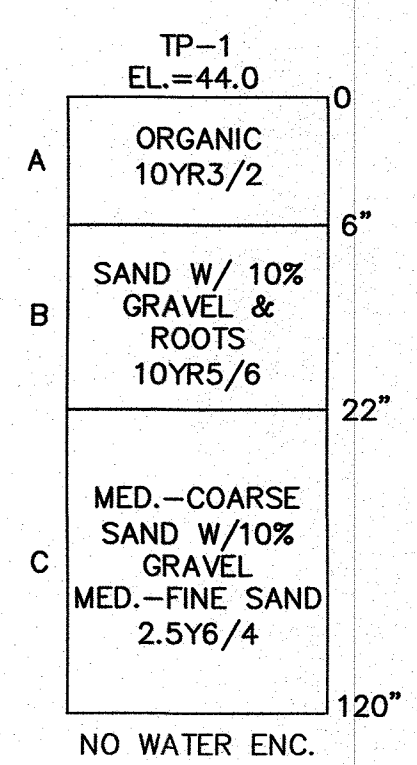 TP-1
EL.=44.0
0
A
ORGANIC
10YR3/2
6"
B
SAND W/ 10%
GRAVEL &
ROOTS
10YR5/6
22"
C
MED.-COARSE
SAND W/10%
GRAVEL
MED.-FINE SAND
2.5Y6/4
120"
NO WATER ENC.